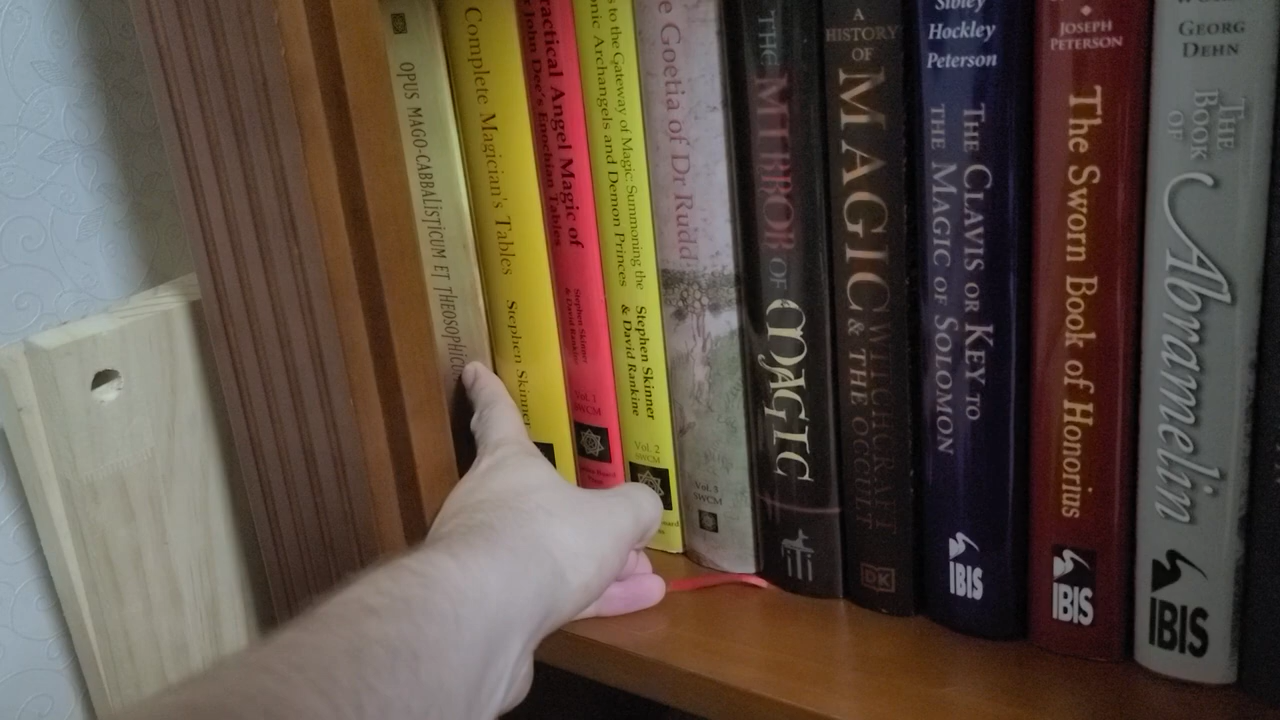 OPUS MAGO-CABBALISTICUM ET THEOSOPHICU
Complete Magician's Tables
Stephen Skinner
ractical Angel Magic of
John Dee's Enochian Tables
Stephen Skinner
& David Rankine
Vol. 1
SWCM
s to the Gateway of Magic: Summoning the
onic Archangels and Demon Princes
Stephen Skinner
& David Rankine
Vol. 2
SWCM
e Goetia of Dr Rudd
Vol. 3
SWCM
THE MIRROR OF MAGIC
A
HISTORY
OF
MAGIC WITCHCRAFT
& THE OCCULT
DK
Sibley
Hockley
Peterson
THE CLAVIS OR KEY TO
THE MAGIC OF SOLOMON
IBIS
JOSEPH
PETERSON
The Sworn Book of Honorius
IBIS
GEORG
DEHN
THE
BOOK
OF
Abramelin
IBIS